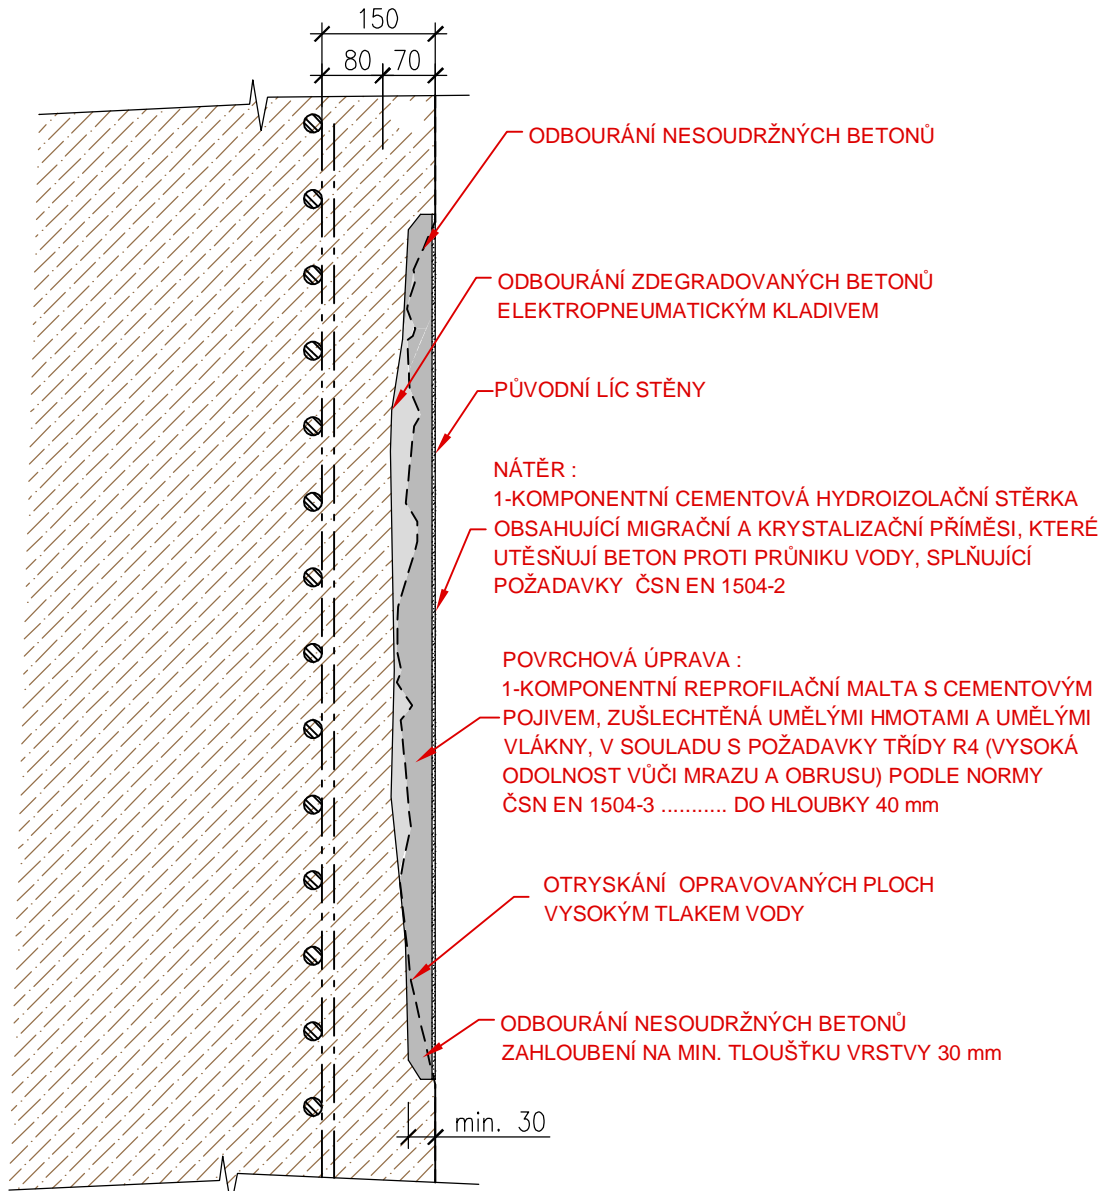 150
80 70
ODBOURÁNÍ NESOUDRŽNÝCH BETONŮ
ODBOURÁNÍ ZDEGRADOVANÝCH BETONŮ
ELEKTROPNEUMATICKÝM KLADIVEM
PŮVODNÍ LÍC STĚNY
NÁTĚR :
1-KOMPONENTNÍ CEMENTOVÁ HYDROIZOLAČNÍ STĚRKA
OBSAHUJÍCÍ MIGRAČNÍ A KRYSTALIZAČNÍ PŘÍMĚSI, KTERÉ
UTĚSŇUJÍ BETON PROTI PRŮNIKU VODY, SPLŇUJÍCÍ
POŽADAVKY ČSN EN 1504-2
POVRCHOVÁ ÚPRAVA :
1-KOMPONENTNÍ REPROFILAČNÍ MALTA S CEMENTOVÝM
POJIVEM, ZUŠLECHTĚNÁ UMĚLÝMI HMOTAMI A UMĚLÝMI
VLÁKNY, V SOULADU S POŽADAVKY TŘÍDY R4 (VYSOKÁ
ODOLNOST VŮČI MRAZU A OBRUSU) PODLE NORMY
ČSN EN 1504-3 ........... DO HLOUBKY 40 mm
OTRYSKÁNÍ OPRAVOVANÝCH PLOCH
VYSOKÝM TLAKEM VODY
ODBOURÁNÍ NESOUDRŽNÝCH BETONŮ
ZAHLOUBENÍ NA MIN. TLOUŠŤKU VRSTVY 30 mm
min. 30